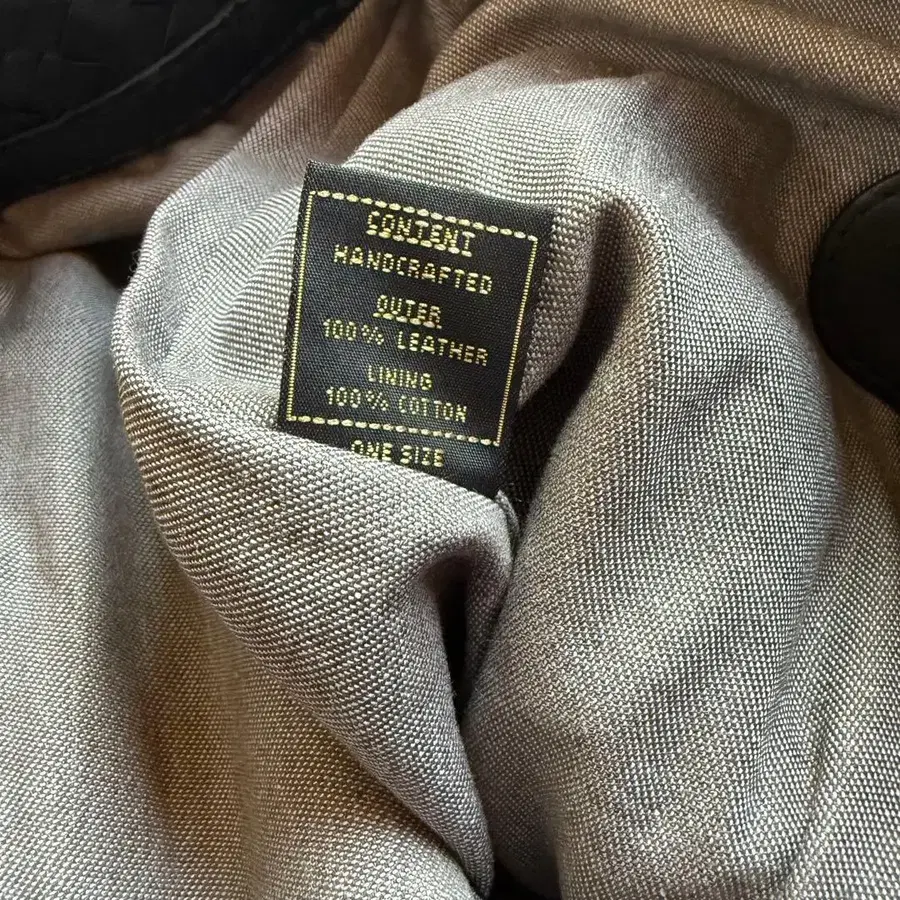 CONTENT
HANDCRAFTED
OUTER
100% LEATHER
LINING
100% COTTON
ONE SIZE